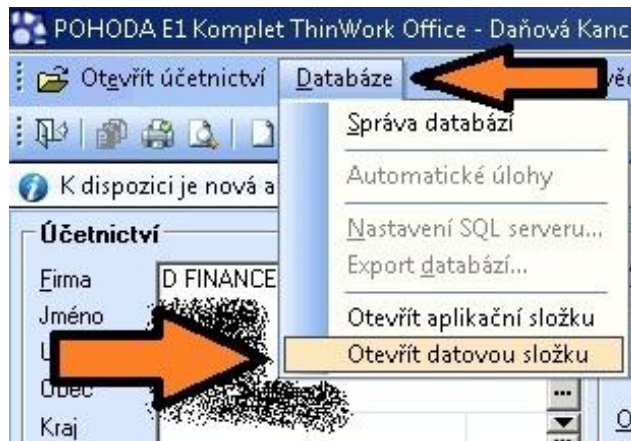 POHODA E1 Komplet ThinWork Office - Daňová Kanc
Otevřít účetnictví Databáze
Správa databází
Automatické úlohy
Nastavení SQL serveru...
Export databází...
Otevřít aplikační složku
Otevřít datovou složku
K dispozici je nová a
Účetnictví
Firma D FINANCE
Jméno
Obec
Kraj